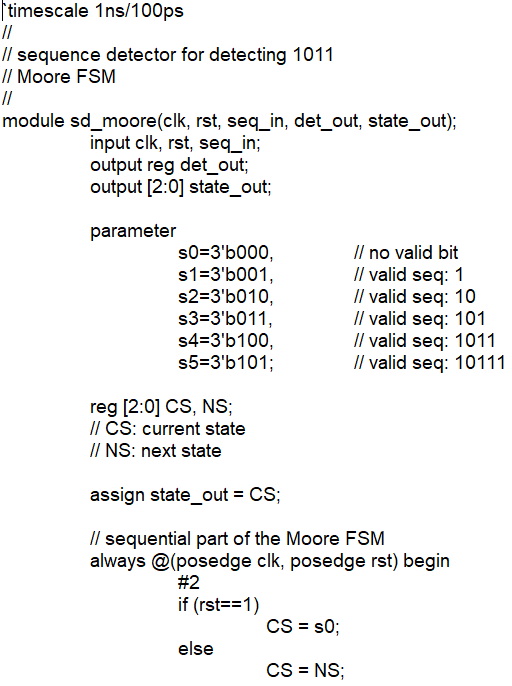 `timescale 1ns/100ps
//
// sequence detector for detecting 1011
// Moore FSM
//
module sd_moore(clk, rst, seq_in, det_out, state_out);
input clk, rst, seq_in;
output reg det_out;
output [2:0] state_out;
parameter
s0=3'b000, // no valid bit
s1=3'b001, // valid seq: 1
s2=3'b010, // valid seq: 10
s3=3'b011, // valid seq: 101
s4=3'b100, // valid seq: 1011
s5=3'b101; // valid seq: 10111
reg [2:0] CS, NS;
// CS: current state
// NS: next state
assign state_out = CS;
// sequential part of the Moore FSM
always @(posedge clk, posedge rst) begin
#2
if (rst==1)
CS = s0;
else
CS = NS;